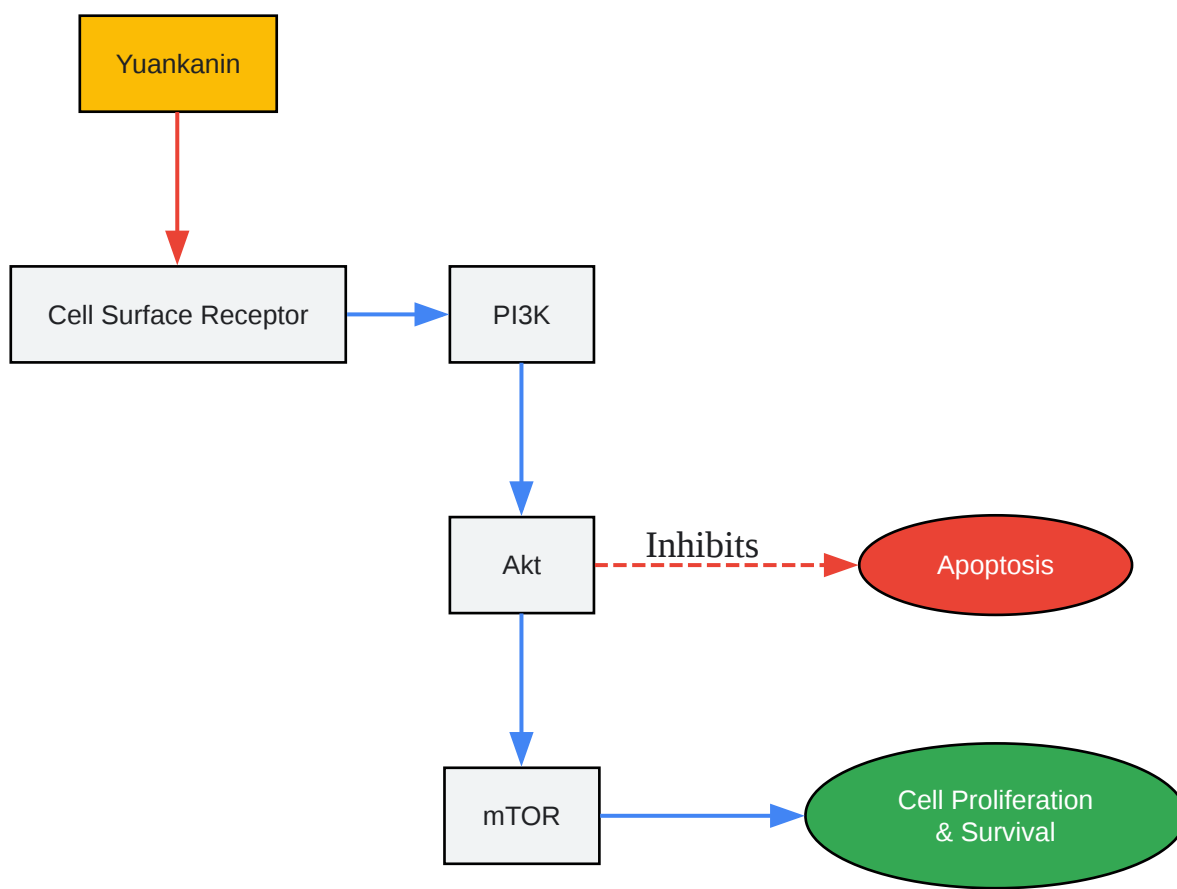 Yuankanin
Cell Surface Receptor
PI3K
Akt
Inhibits
Apoptosis
mTOR
Cell Proliferation
& Survival